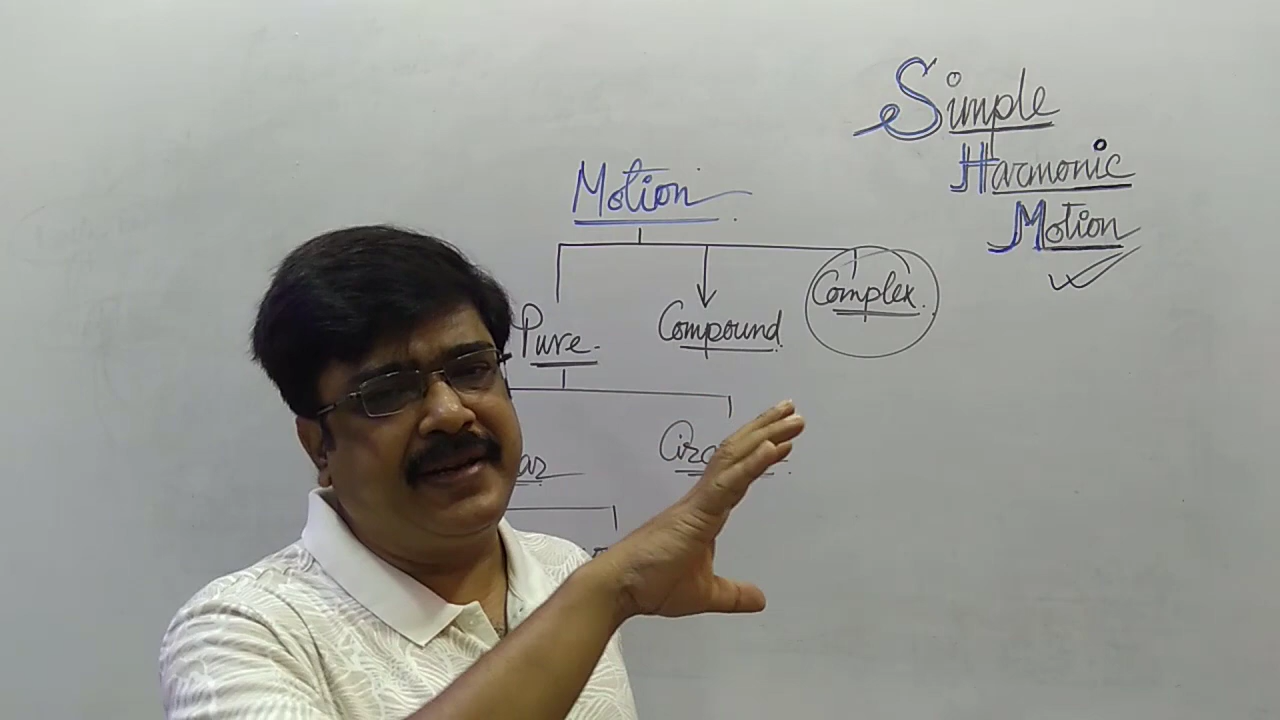 Simple
Harmonic
Motion
Motion
Pure Compound Complex